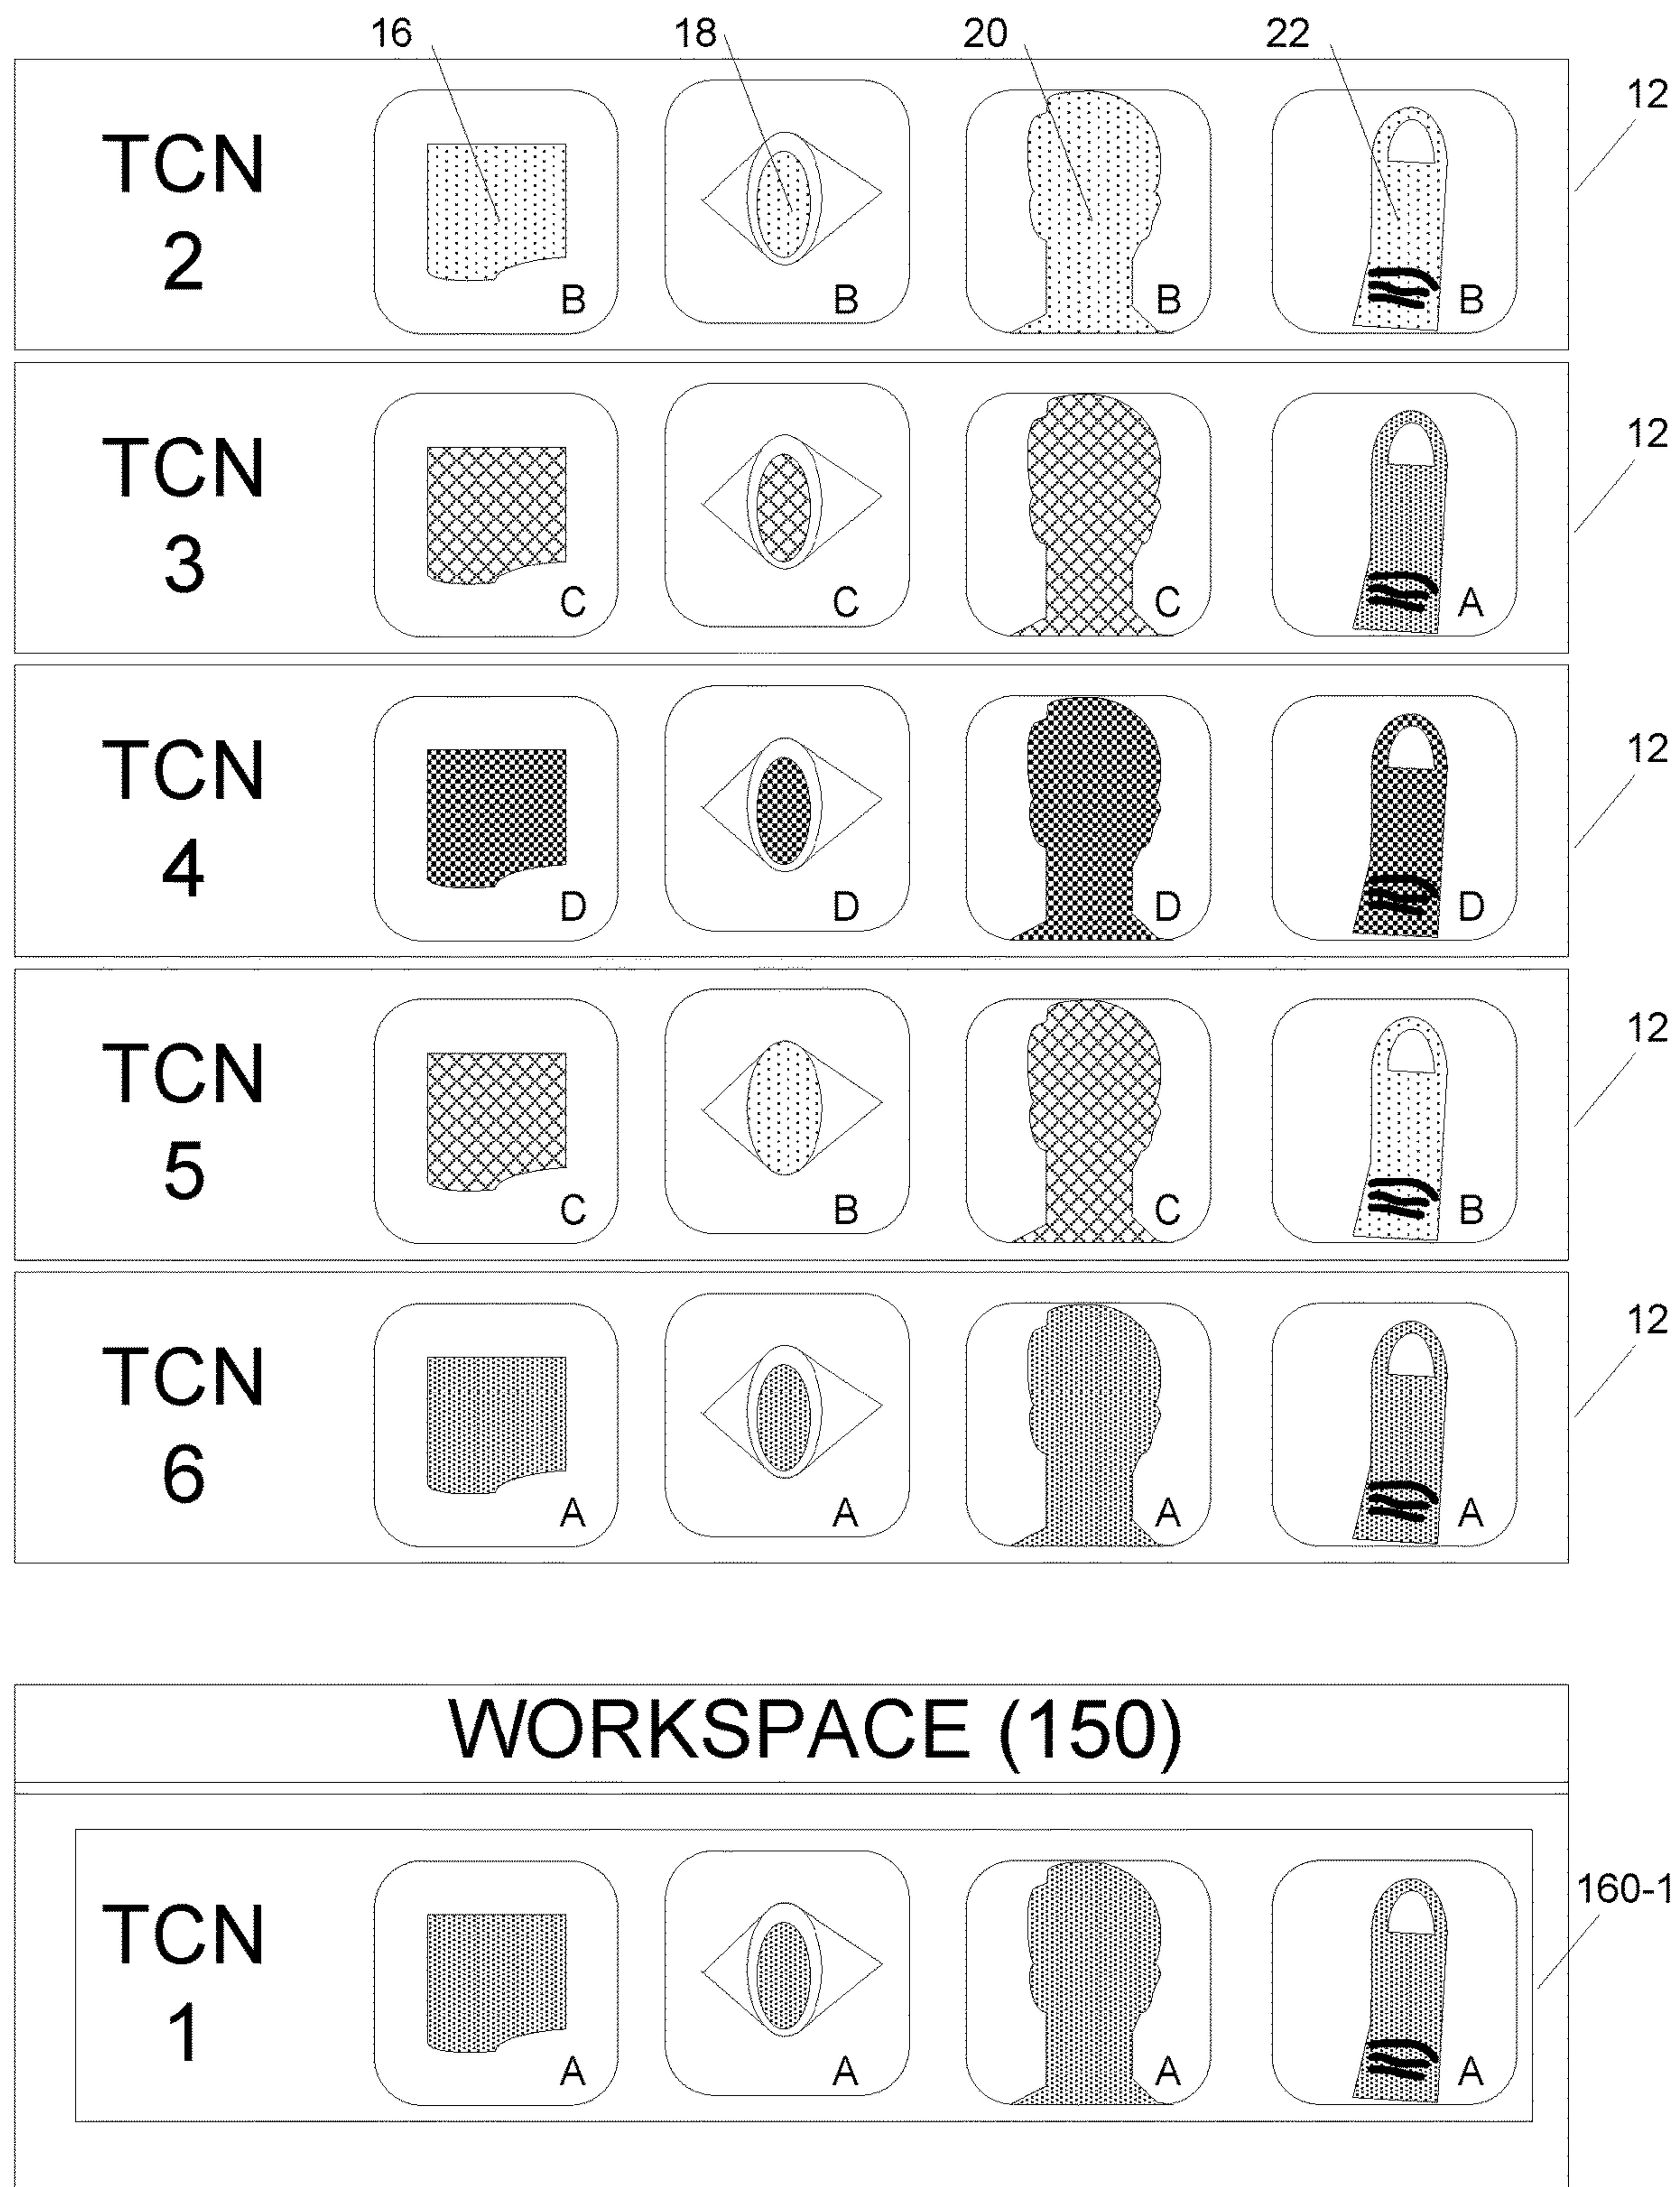 16 18 20 22
12
TCN
2
B B B B
12
TCN
3
C C C A
12
TCN
4
D D D D
12
TCN
5
C B C B
12
TCN
6
A A A A
WORKSPACE (150)
160-1
TCN
1
A A A A